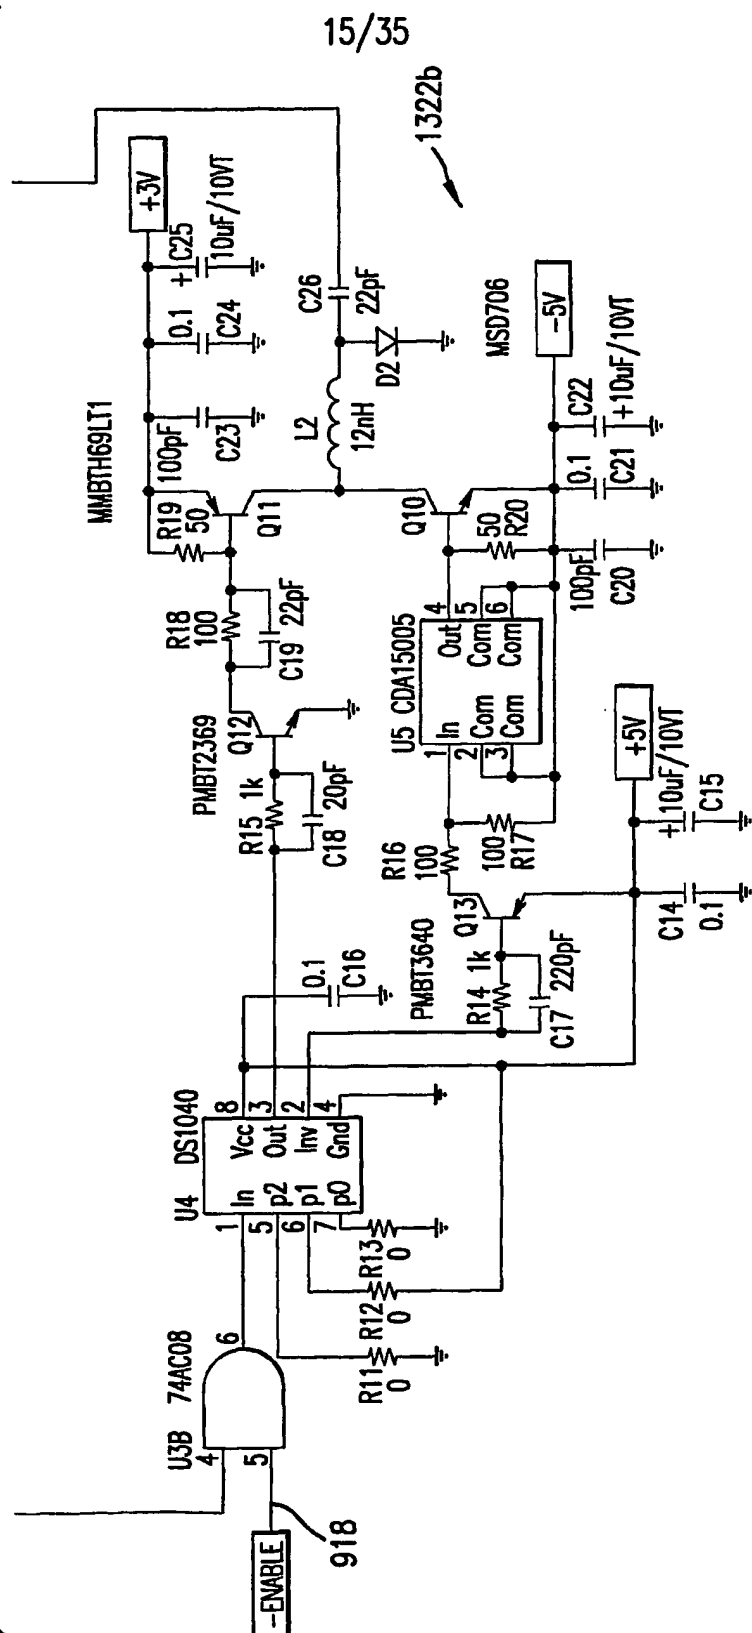 15/35
1322b
+3V
+ C25
10uF/10VT
0.1
C24
100pF
C23
MMBTH69LT1
R19
50
Q11
R18
100
22pF
C19
PMBT2369
Q12
R15 1k
20pF
C18
0.1
C16
C26
22pF
D2
L2
12nH
MSD706
-5V
C22
+10uF/10VT
0.1
C21
100pF
C20
Q10
50
R20
U5 CDA15005
In
Com
Com
Out
Com
Com
1
2
3
4
5
6
R16
100
100
R17
Q13
PMBT3640
R14 1k
220pF
C17
+5V
+ 10uF/10VT
C15
C14
0.1
U4 DS1040
In
p2
p1
p0
Vcc
Out
Inv
Gnd
1
5
6
7
8
3
2
4
R13
0
R12
0
R11
0
U3B 74AC08
4
5
6
918
-ENABLE